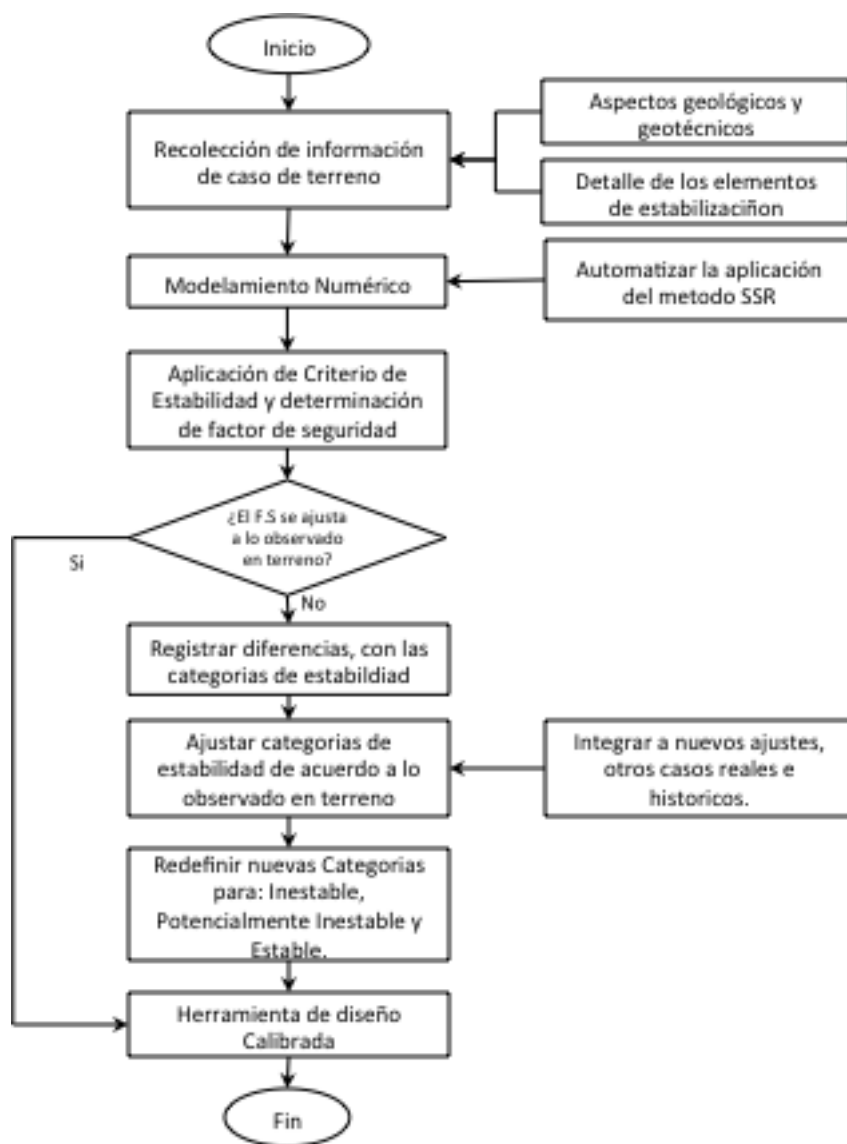 Inicio
Aspectos geológicos y
geotécnicos
Recolección de información
de caso de terreno
Detalle de los elementos
de estabilizaciñon
Modelamiento Numérico
Automatizar la aplicación
del metodo SSR
Aplicación de Criterio de
Estabilidad y determinación
de factor de seguridad
¿El F.S se ajusta
a lo observado
en terreno?
Si
No
Registrar diferencias, con las
categorias de estabildiad
Ajustar categorias de
estabilidad de acuerdo a lo
observado en terreno
Integrar a nuevos ajustes,
otros casos reales e
historicos.
Redefinir nuevas Categorias
para: Inestable,
Potencialmente Inestable y
Estable.
Herramienta de diseño
Calibrada
Fin